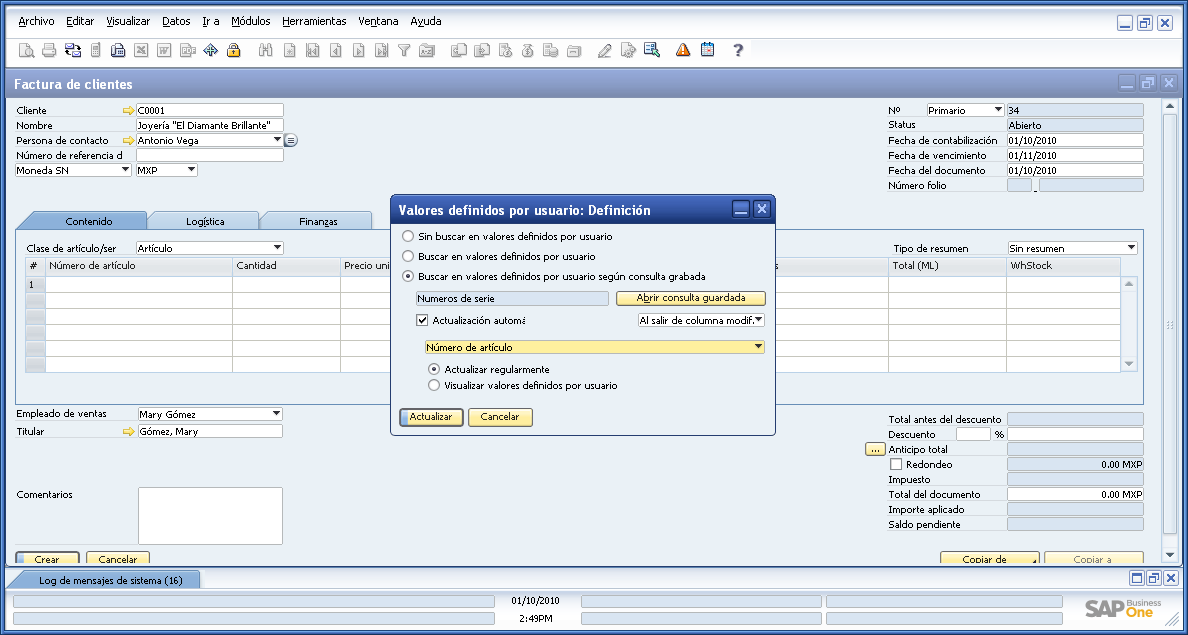 Archivo Editar Visualizar Datos Ir a Módulos Herramientas Ventana Ayuda
Factura de clientes
Cliente C0001 Nº Primario 34
Nombre Joyería "El Diamante Brillante" Status Abierto
Persona de contacto Antonio Vega Fecha de contabilización 01/10/2010
Número de referencia d Fecha de vencimiento 01/11/2010
Moneda SN MXP Fecha del documento 01/10/2010
Número folio -
Contenido Logística Finanzas
Clase de artículo/ser Artículo Tipo de resumen Sin resumen
# Número de artículo Cantidad Precio uni s Total (ML) WhStock
1
Valores definidos por usuario: Definición
Sin buscar en valores definidos por usuario
Buscar en valores definidos por usuario
Buscar en valores definidos por usuario según consulta grabada
Numeros de serie Abrir consulta guardada
Actualización automá Al salir de columna modif.
Número de artículo
Actualizar regularmente
Visualizar valores definidos por usuario
Actualizar Cancelar
Empleado de ventas Mary Gómez
Titular Gómez, Mary
Comentarios
Total antes del descuento
Descuento %
... Anticipo total
Redondeo 0.00 MXP
Impuesto
Total del documento 0.00 MXP
Importe aplicado
Saldo pendiente
Crear Cancelar Copiar de Copiar a
Log de mensajes de sistema (16)
01/10/2010
2:49PM
SAP Business One